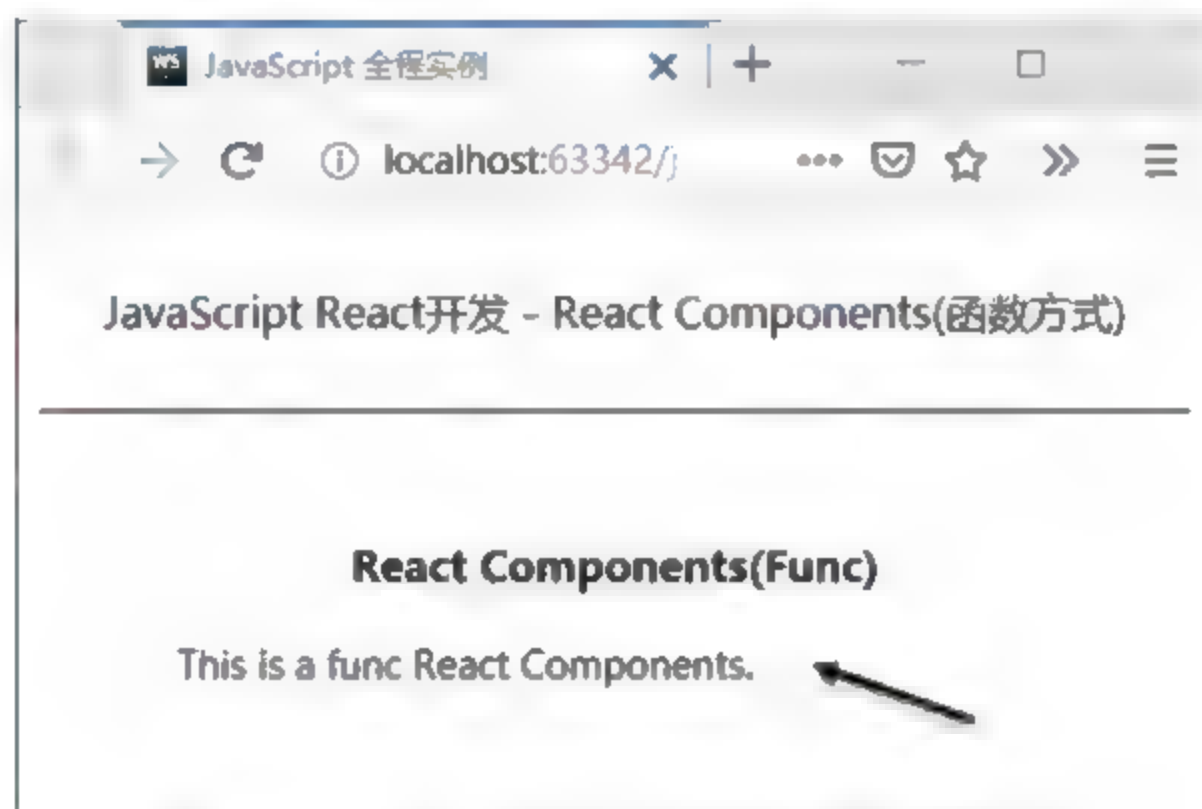 WS JavaScript 全程实例
localhost:63342/j
JavaScript React开发 - React Components(函数方式)
React Components(Func)
This is a func React Components.